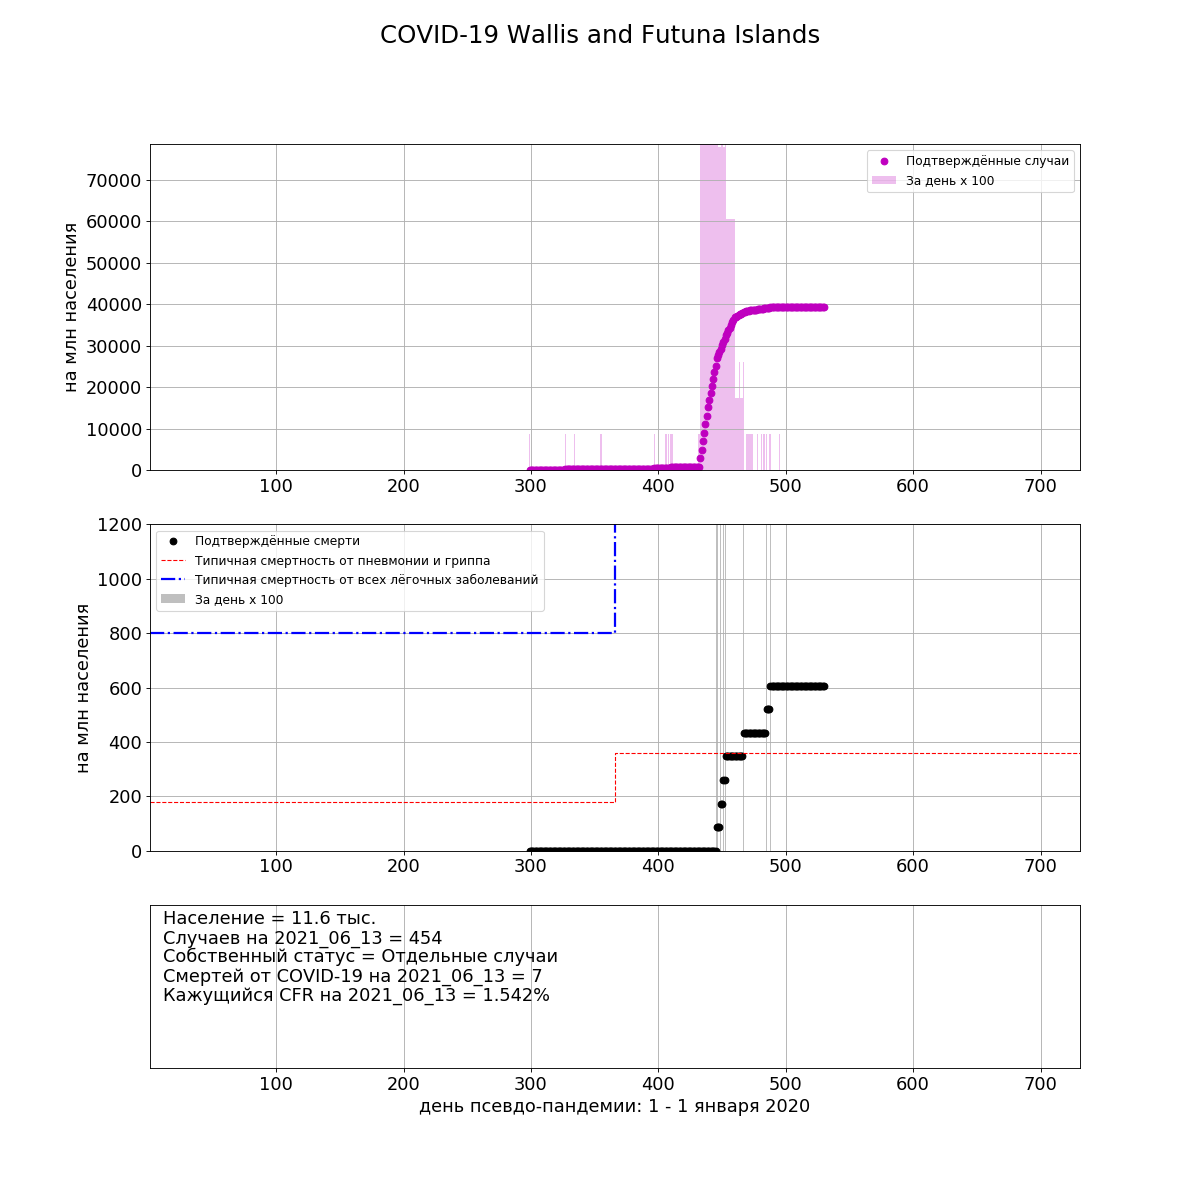 COVID-19 Wallis and Futuna Islands
на млн населения
70000
60000
50000
40000
30000
20000
10000
0
Подтверждённые случаи
За день x 100
100 200 300 400 500 600 700
на млн населения
1200
1000
800
600
400
200
0
Подтверждённые смерти
Типичная смертность от пневмонии и гриппа
Типичная смертность от всех лёгочных заболеваний
За день x 100
100 200 300 400 500 600 700
Население = 11.6 тыс.
Случаев на 2021_06_13 = 454
Собственный статус = Отдельные случаи
Смертей от COVID-19 на 2021_06_13 = 7
Кажущийся CFR на 2021_06_13 = 1.542%
100 200 300 400 500 600 700
день псевдо-пандемии: 1 - 1 января 2020